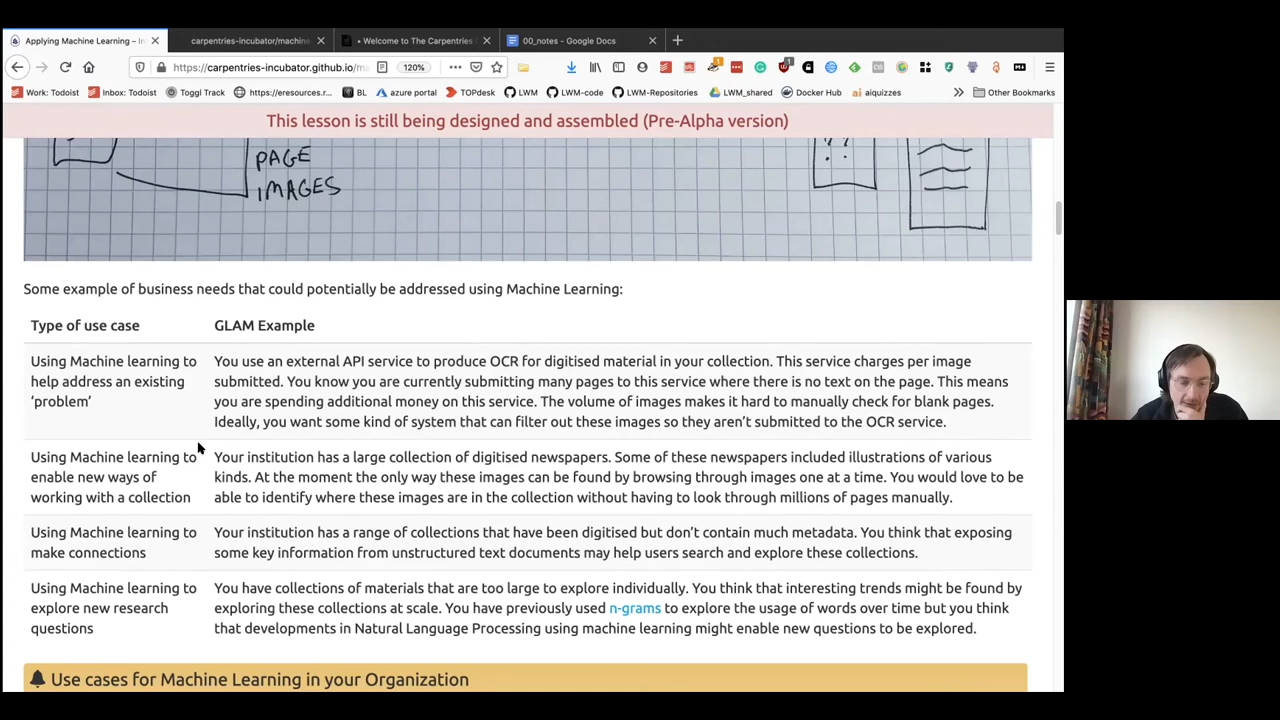 Applying Machine Learning –
carpentries-incubator/machine
• Welcome to The Carpentries
00_notes - Google Docs
https://carpentries-incubator.github.io/m
120%
Work: Todoist
Inbox: Todoist
Toggl Track
https://eresources.r...
BL
azure portal
TOPdesk
LWM
LWM-code
LWM-Repositories
LWM_shared
Docker Hub
ai aiquizzes
Other Bookmarks
This lesson is still being designed and assembled (Pre-Alpha version)
PAGE
IMAGES
??
Some example of business needs that could potentially be addressed using Machine Learning:
Type of use case
GLAM Example
Using Machine learning to
help address an existing
‘problem’
You use an external API service to produce OCR for digitised material in your collection. This service charges per image
submitted. You know you are currently submitting many pages to this service where there is no text on the page. This means
you are spending additional money on this service. The volume of images makes it hard to manually check for blank pages.
Ideally, you want some kind of system that can filter out these images so they aren’t submitted to the OCR service.
Using Machine learning to
enable new ways of
working with a collection
Your institution has a large collection of digitised newspapers. Some of these newspapers included illustrations of various
kinds. At the moment the only way these images can be found by browsing through images one at a time. You would love to be
able to identify where these images are in the collection without having to look through millions of pages manually.
Using Machine learning to
make connections
Your institution has a range of collections that have been digitised but don’t contain much metadata. You think that exposing
some key information from unstructured text documents may help users search and explore these collections.
Using Machine learning to
explore new research
questions
You have collections of materials that are too large to explore individually. You think that interesting trends might be found by
exploring these collections at scale. You have previously used n-grams to explore the usage of words over time but you think
that developments in Natural Language Processing using machine learning might enable new questions to be explored.
Use cases for Machine Learning in your Organization